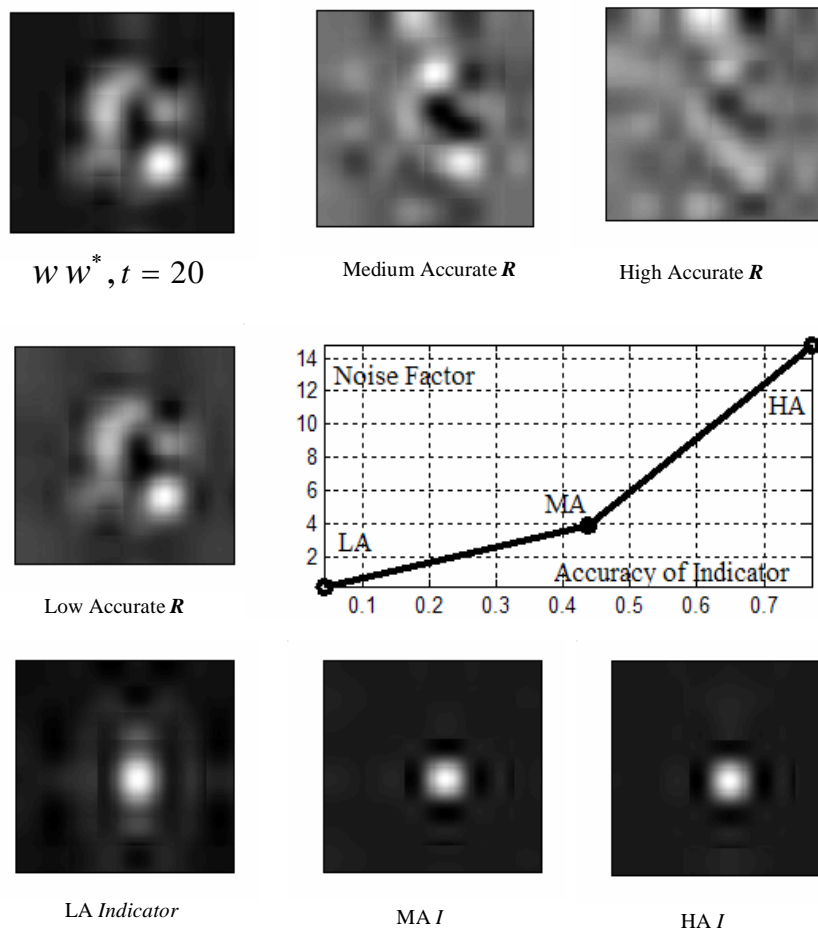 w w*, t = 20
Medium Accurate R
High Accurate R
Low Accurate R
14
12
10
8
6
4
2
Noise Factor
HA
MA
LA
Accuracy of Indicator
0.1 0.2 0.3 0.4 0.5 0.6 0.7
LA Indicator
MA I
HA I